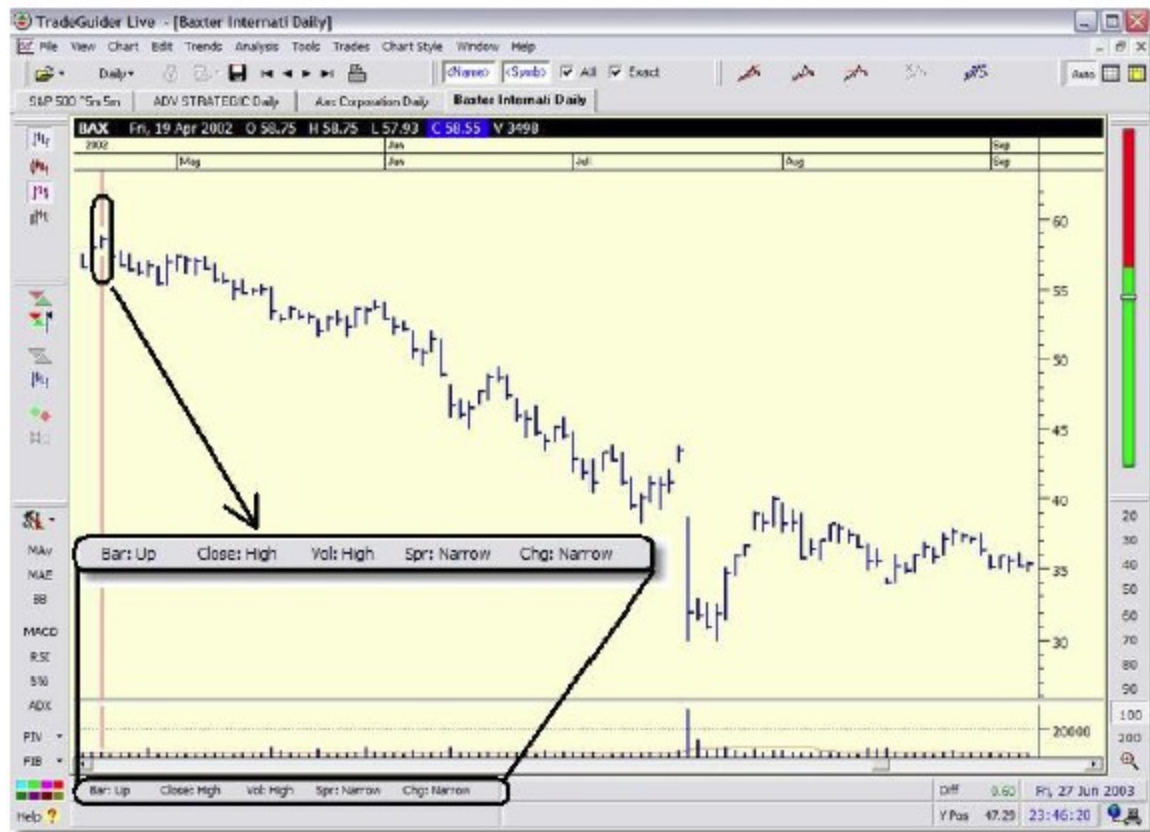 TradeGuider Live - [Baxter Internati Daily]
File View Chart Edit Trends Analysis Tools Trades Chart Style Window Help
Daily <Name> <Symb> All Exact Auto
S&P 500 ^5m 5m ADV STRATEGIC Daily Axc Corporation Daily Baxter Internati Daily
BAX Fri, 19 Apr 2002 O 58.75 H 58.75 L 57.93 C 58.55 V 3498
2002 Jun Sep
May Jun Jul Aug Sep
60
55
50
45
40
35
30
20000
Bar: Up Close: High Vol: High Spr: Narrow Chg: Narrow
MAv
MAE
BB
MACD
RSI
S%
ADX
PIV
FIB
20
30
40
50
60
70
80
90
100
200
Bar: Up Close: High Vol: High Spr: Narrow Chg: Narrow
Diff 0.60 Fri, 27 Jun 2003
Help ? Y Pos 47.29 23:46:20